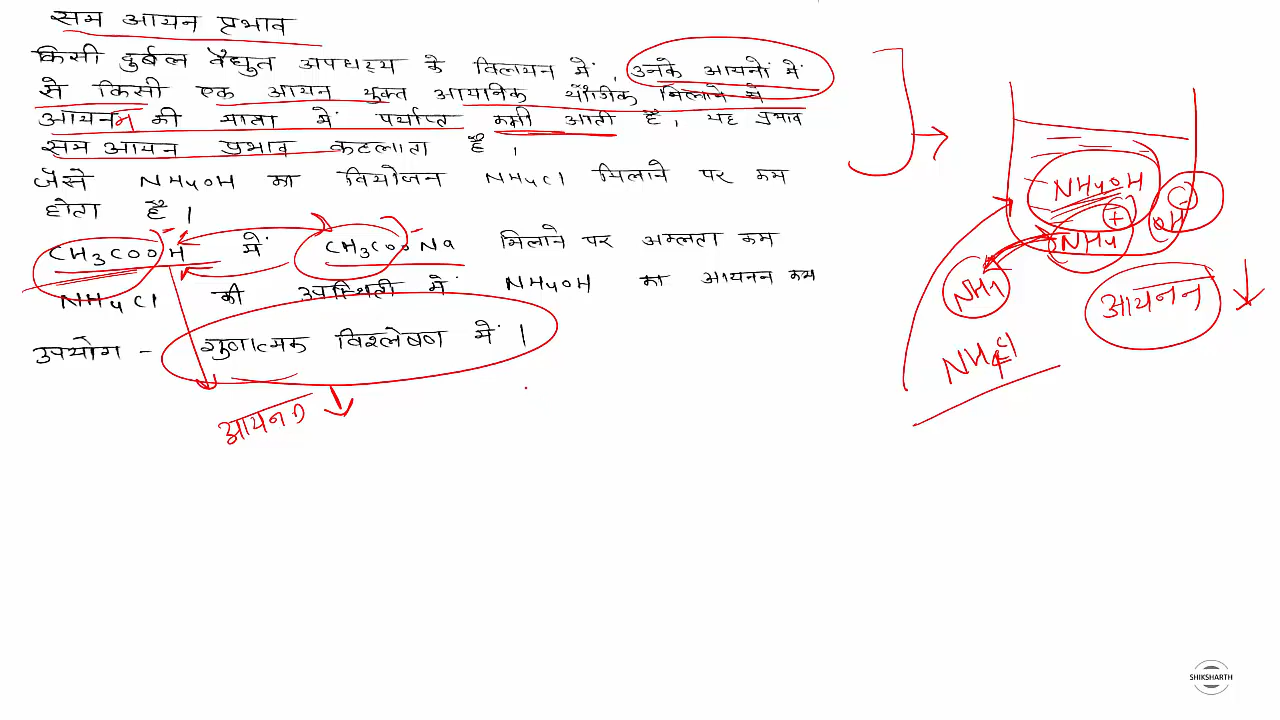 सम आयन प्रभाव
किसी दुर्बल वैद्युत अपघट्य के विलयन में, उनके आयनों में
से किसी एक आयन युक्त आयनिक यौगिक मिलाने से
आयनन की मात्रा में पर्याप्त कमी आती है, यह प्रभाव
सम आयन प्रभाव कहलाता है।
जैसे NH4OH का वियोजन NH4Cl मिलाने पर कम
होता है।
CH3COOH में CH3COONa मिलाने पर अम्लता कम
NH4Cl की उपस्थिती में NH4OH का आयनन कम
उपयोग - गुणात्मक विश्लेषण में।
आयनन ↓
NH4OH
NH4 + OH -
NH4
आयनन ↓
NH4Cl
SHIKSHARTH